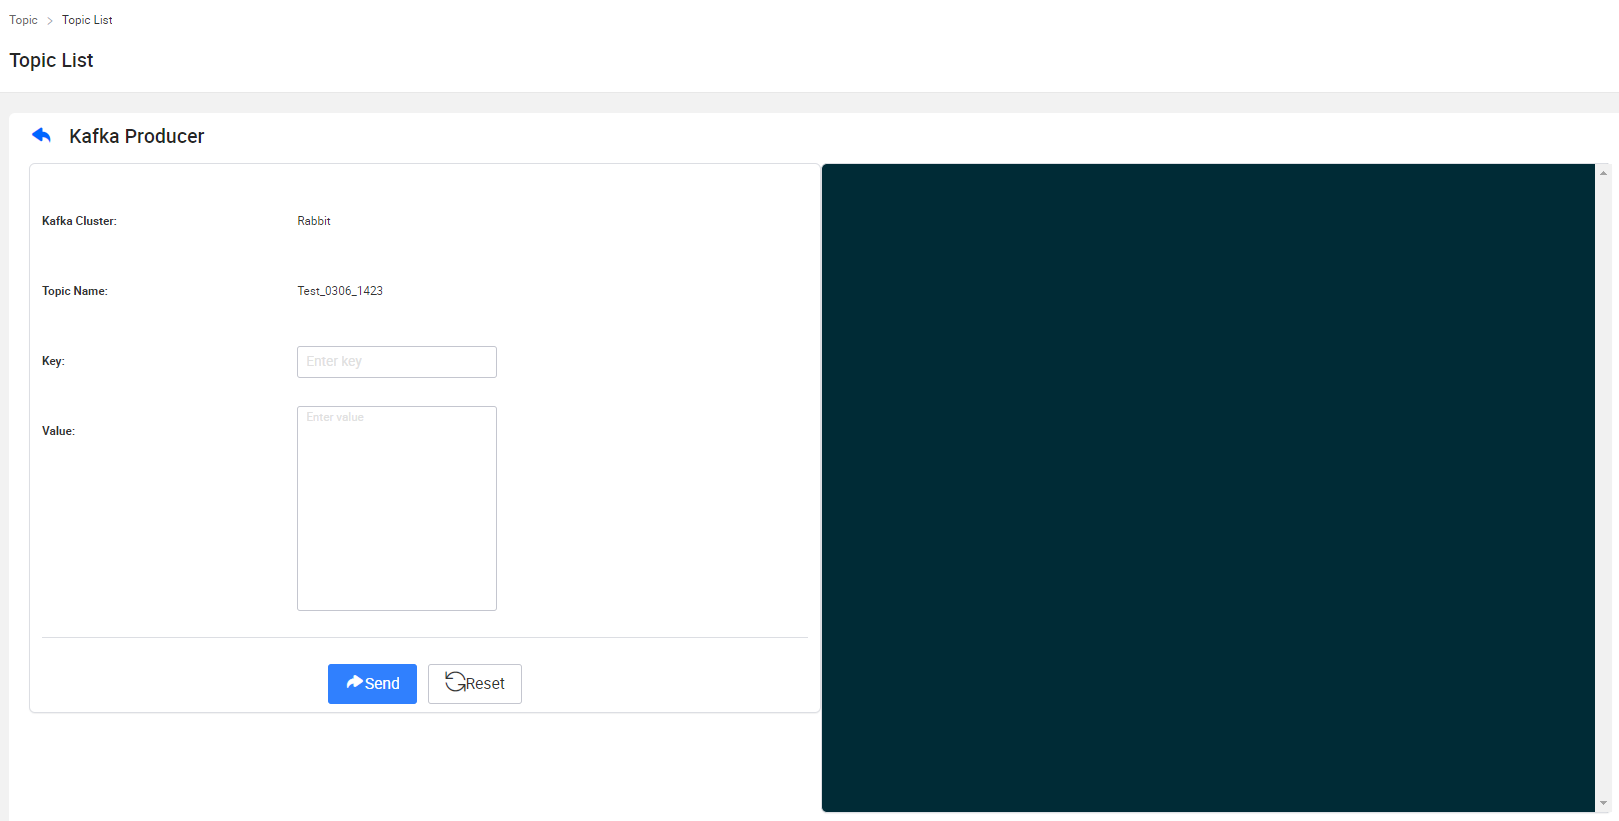 Topic > Topic List
Topic List
Kafka Producer
Kafka Cluster: Rabbit
Topic Name: Test_0306_1423
Key: Enter key
Value: Enter value
Send Reset